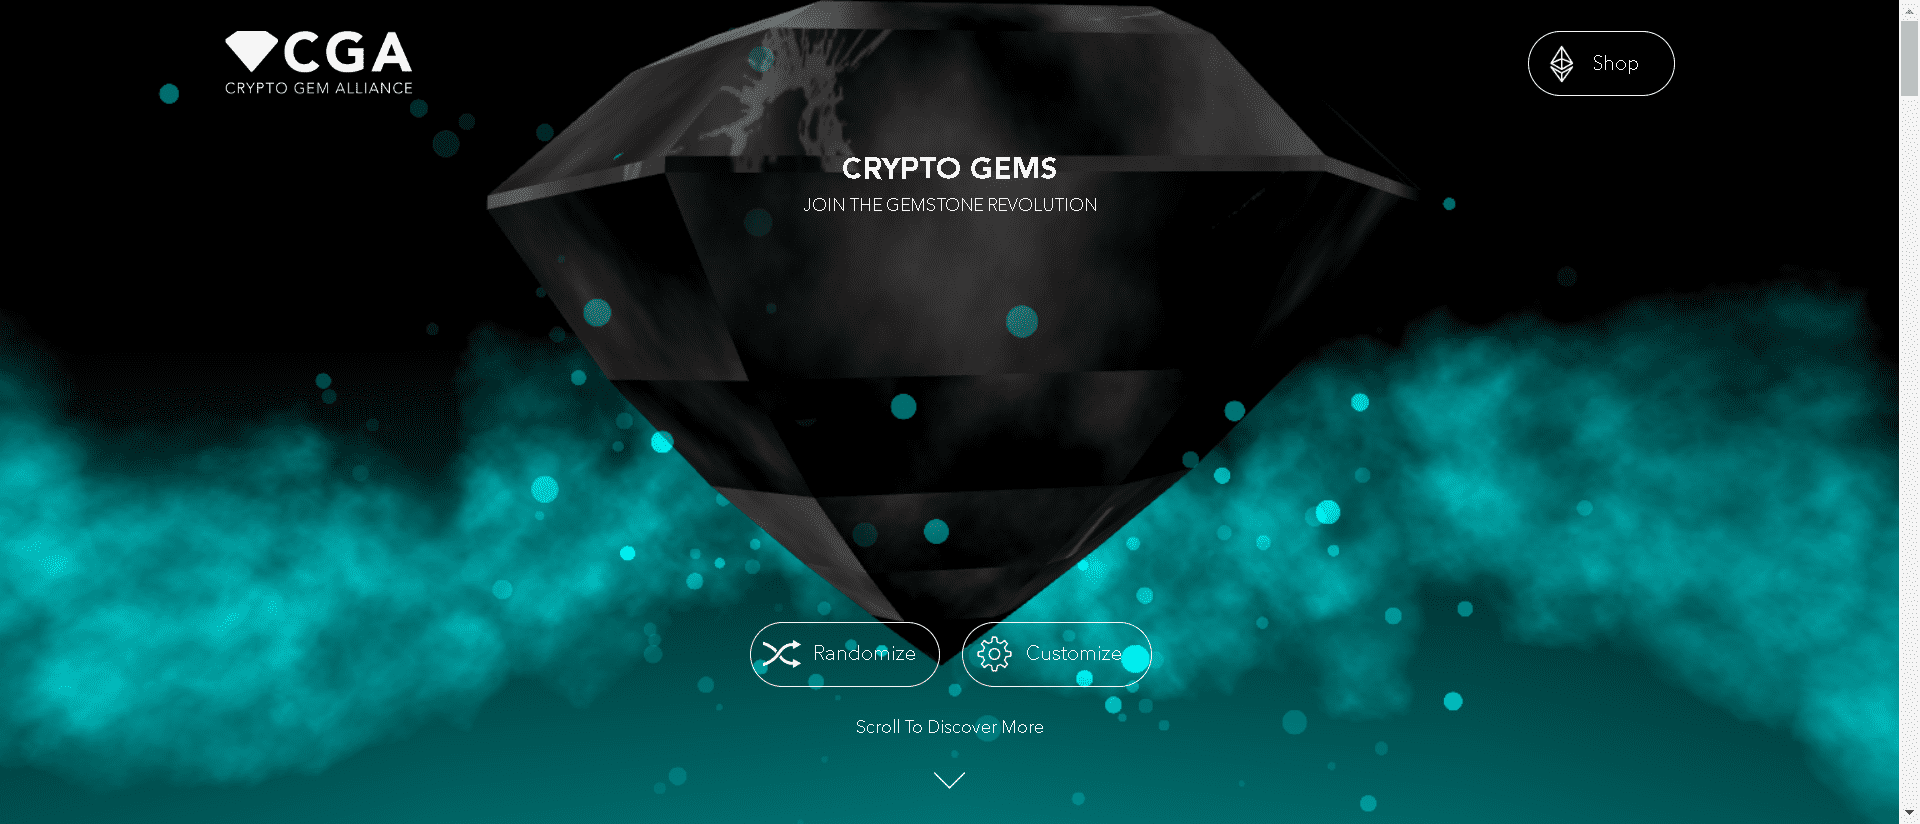 CGA
CRYPTO GEM ALLIANCE
Shop
CRYPTO GEMS
JOIN THE GEMSTONE REVOLUTION
Randomize
Customize
Scroll To Discover More